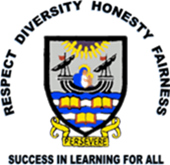 RESPECT DIVERSITY HONESTY FAIRNESS
PERSEVERE
SUCCESS IN LEARNING FOR ALL